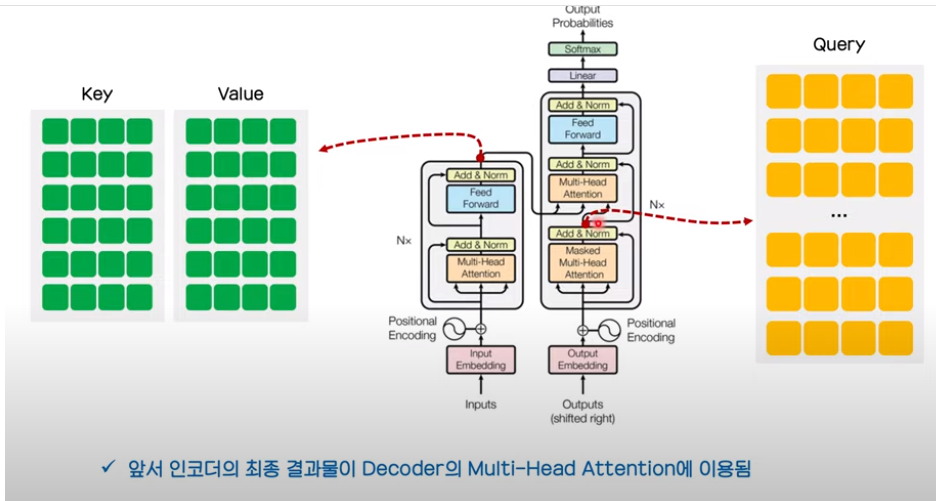 Key
Value
Query
Output
Probabilities
Softmax
Linear
Add & Norm
Feed
Forward
Add & Norm
Multi-Head
Attention
Nx
Add & Norm
Masked
Multi-Head
Attention
Positional
Encoding
Output
Embedding
Outputs
(shifted right)
Add & Norm
Feed
Forward
Nx
Add & Norm
Multi-Head
Attention
Positional
Encoding
Input
Embedding
Inputs
...
✓ 앞서 인코더의 최종 결과물이 Decoder의 Multi-Head Attention에 이용됨